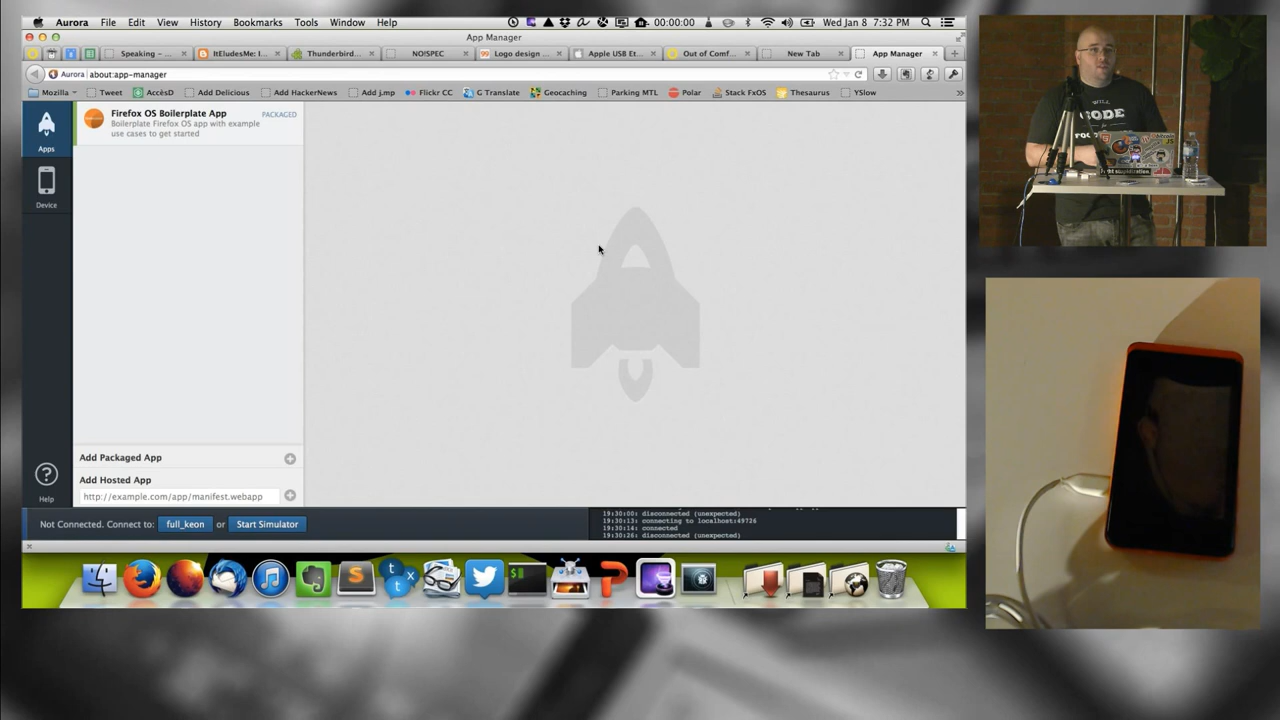 Aurora File Edit View History Bookmarks Tools Window Help 00:00:00 Wed Jan 8 7:32 PM
App Manager
Speaking – ... ItEludesMe: I... Thunderbird... NO!SPEC Logo design ... Apple USB Et... Out of Comf... New Tab App Manager
Aurora about:app-manager
Mozilla Tweet AccèsD Add Delicious Add HackerNews Add j.mp Flickr CC G Translate Geocaching Parking MTL Polar Stack FxOS Thesaurus YSlow »
Apps
Device
Firefox OS Boilerplate App PACKAGED
Boilerplate Firefox OS app with example
use cases to get started
Add Packaged App
Add Hosted App
http://example.com/app/manifest.webapp
Help
Not Connected. Connect to: full_keon or Start Simulator
19:30:00: disconnected (unexpected)
19:30:13: connecting to localhost:49726
19:30:14: connected
19:30:26: disconnected (unexpected)
WILL
CODE
JS